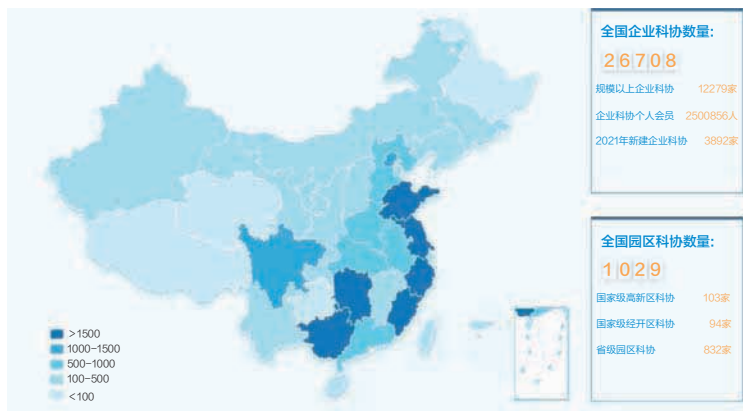 全国企业科协数量:
26708
规模以上企业科协 12279家
企业科协个人会员 2500856人
2021年新建企业科协 3892家
全国园区科协数量:
1029
国家级高新区科协 103家
国家级经开区科协 94家
省级园区科协 832家
>1500
1000-1500
500-1000
100-500
<100